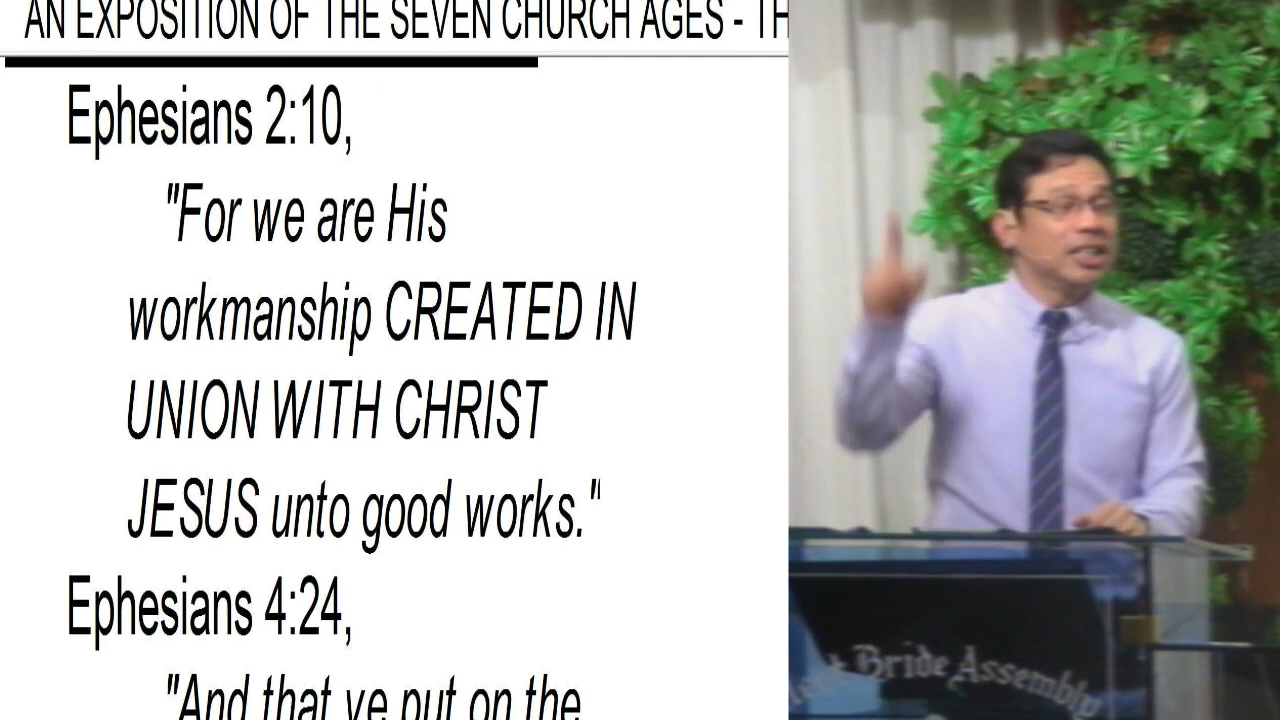 AN EXPOSITION OF THE SEVEN CHURCH AGES - TH
Ephesians 2:10,
"For we are His
workmanship CREATED IN
UNION WITH CHRIST
JESUS unto good works."
Ephesians 4:24,
"And that ye put on the
Bride Assembly